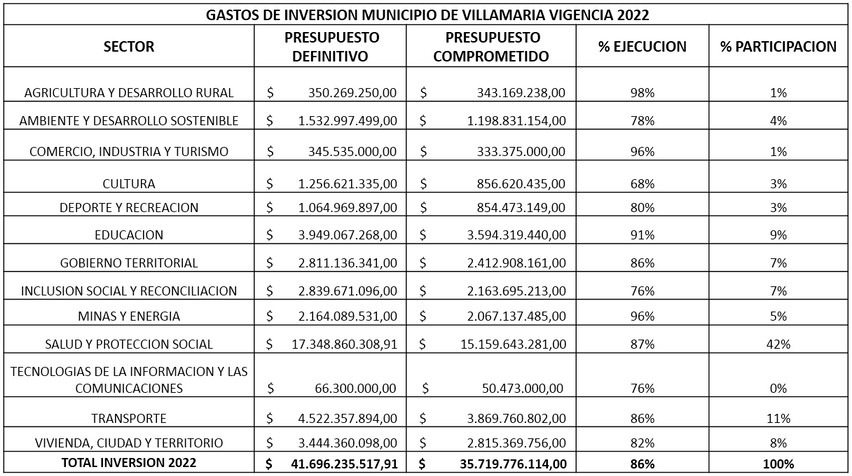 GASTOS DE INVERSION MUNICIPIO DE VILLAMARIA VIGENCIA 2022
SECTOR PRESUPUESTO DEFINITIVO PRESUPUESTO COMPROMETIDO % EJECUCION % PARTICIPACION
AGRICULTURA Y DESARROLLO RURAL $ 350.269.250,00 $ 343.169.238,00 98% 1%
AMBIENTE Y DESARROLLO SOSTENIBLE $ 1.532.997.499,00 $ 1.198.831.154,00 78% 4%
COMERCIO, INDUSTRIA Y TURISMO $ 345.535.000,00 $ 333.375.000,00 96% 1%
CULTURA $ 1.256.621.335,00 $ 856.620.435,00 68% 3%
DEPORTE Y RECREACION $ 1.064.969.897,00 $ 854.473.149,00 80% 3%
EDUCACION $ 3.949.067.268,00 $ 3.594.319.440,00 91% 9%
GOBIERNO TERRITORIAL $ 2.811.136.341,00 $ 2.412.908.161,00 86% 7%
INCLUSION SOCIAL Y RECONCILIACION $ 2.839.671.096,00 $ 2.163.695.213,00 76% 7%
MINAS Y ENERGIA $ 2.164.089.531,00 $ 2.067.137.485,00 96% 5%
SALUD Y PROTECCION SOCIAL $ 17.348.860.308,91 $ 15.159.643.281,00 87% 42%
TECNOLOGIAS DE LA INFORMACION Y LAS
COMUNICACIONES $ 66.300.000,00 $ 50.473.000,00 76% 0%
TRANSPORTE $ 4.522.357.894,00 $ 3.869.760.802,00 86% 11%
VIVIENDA, CIUDAD Y TERRITORIO $ 3.444.360.098,00 $ 2.815.369.756,00 82% 8%
TOTAL INVERSION 2022 $ 41.696.235.517,91 $ 35.719.776.114,00 86% 100%